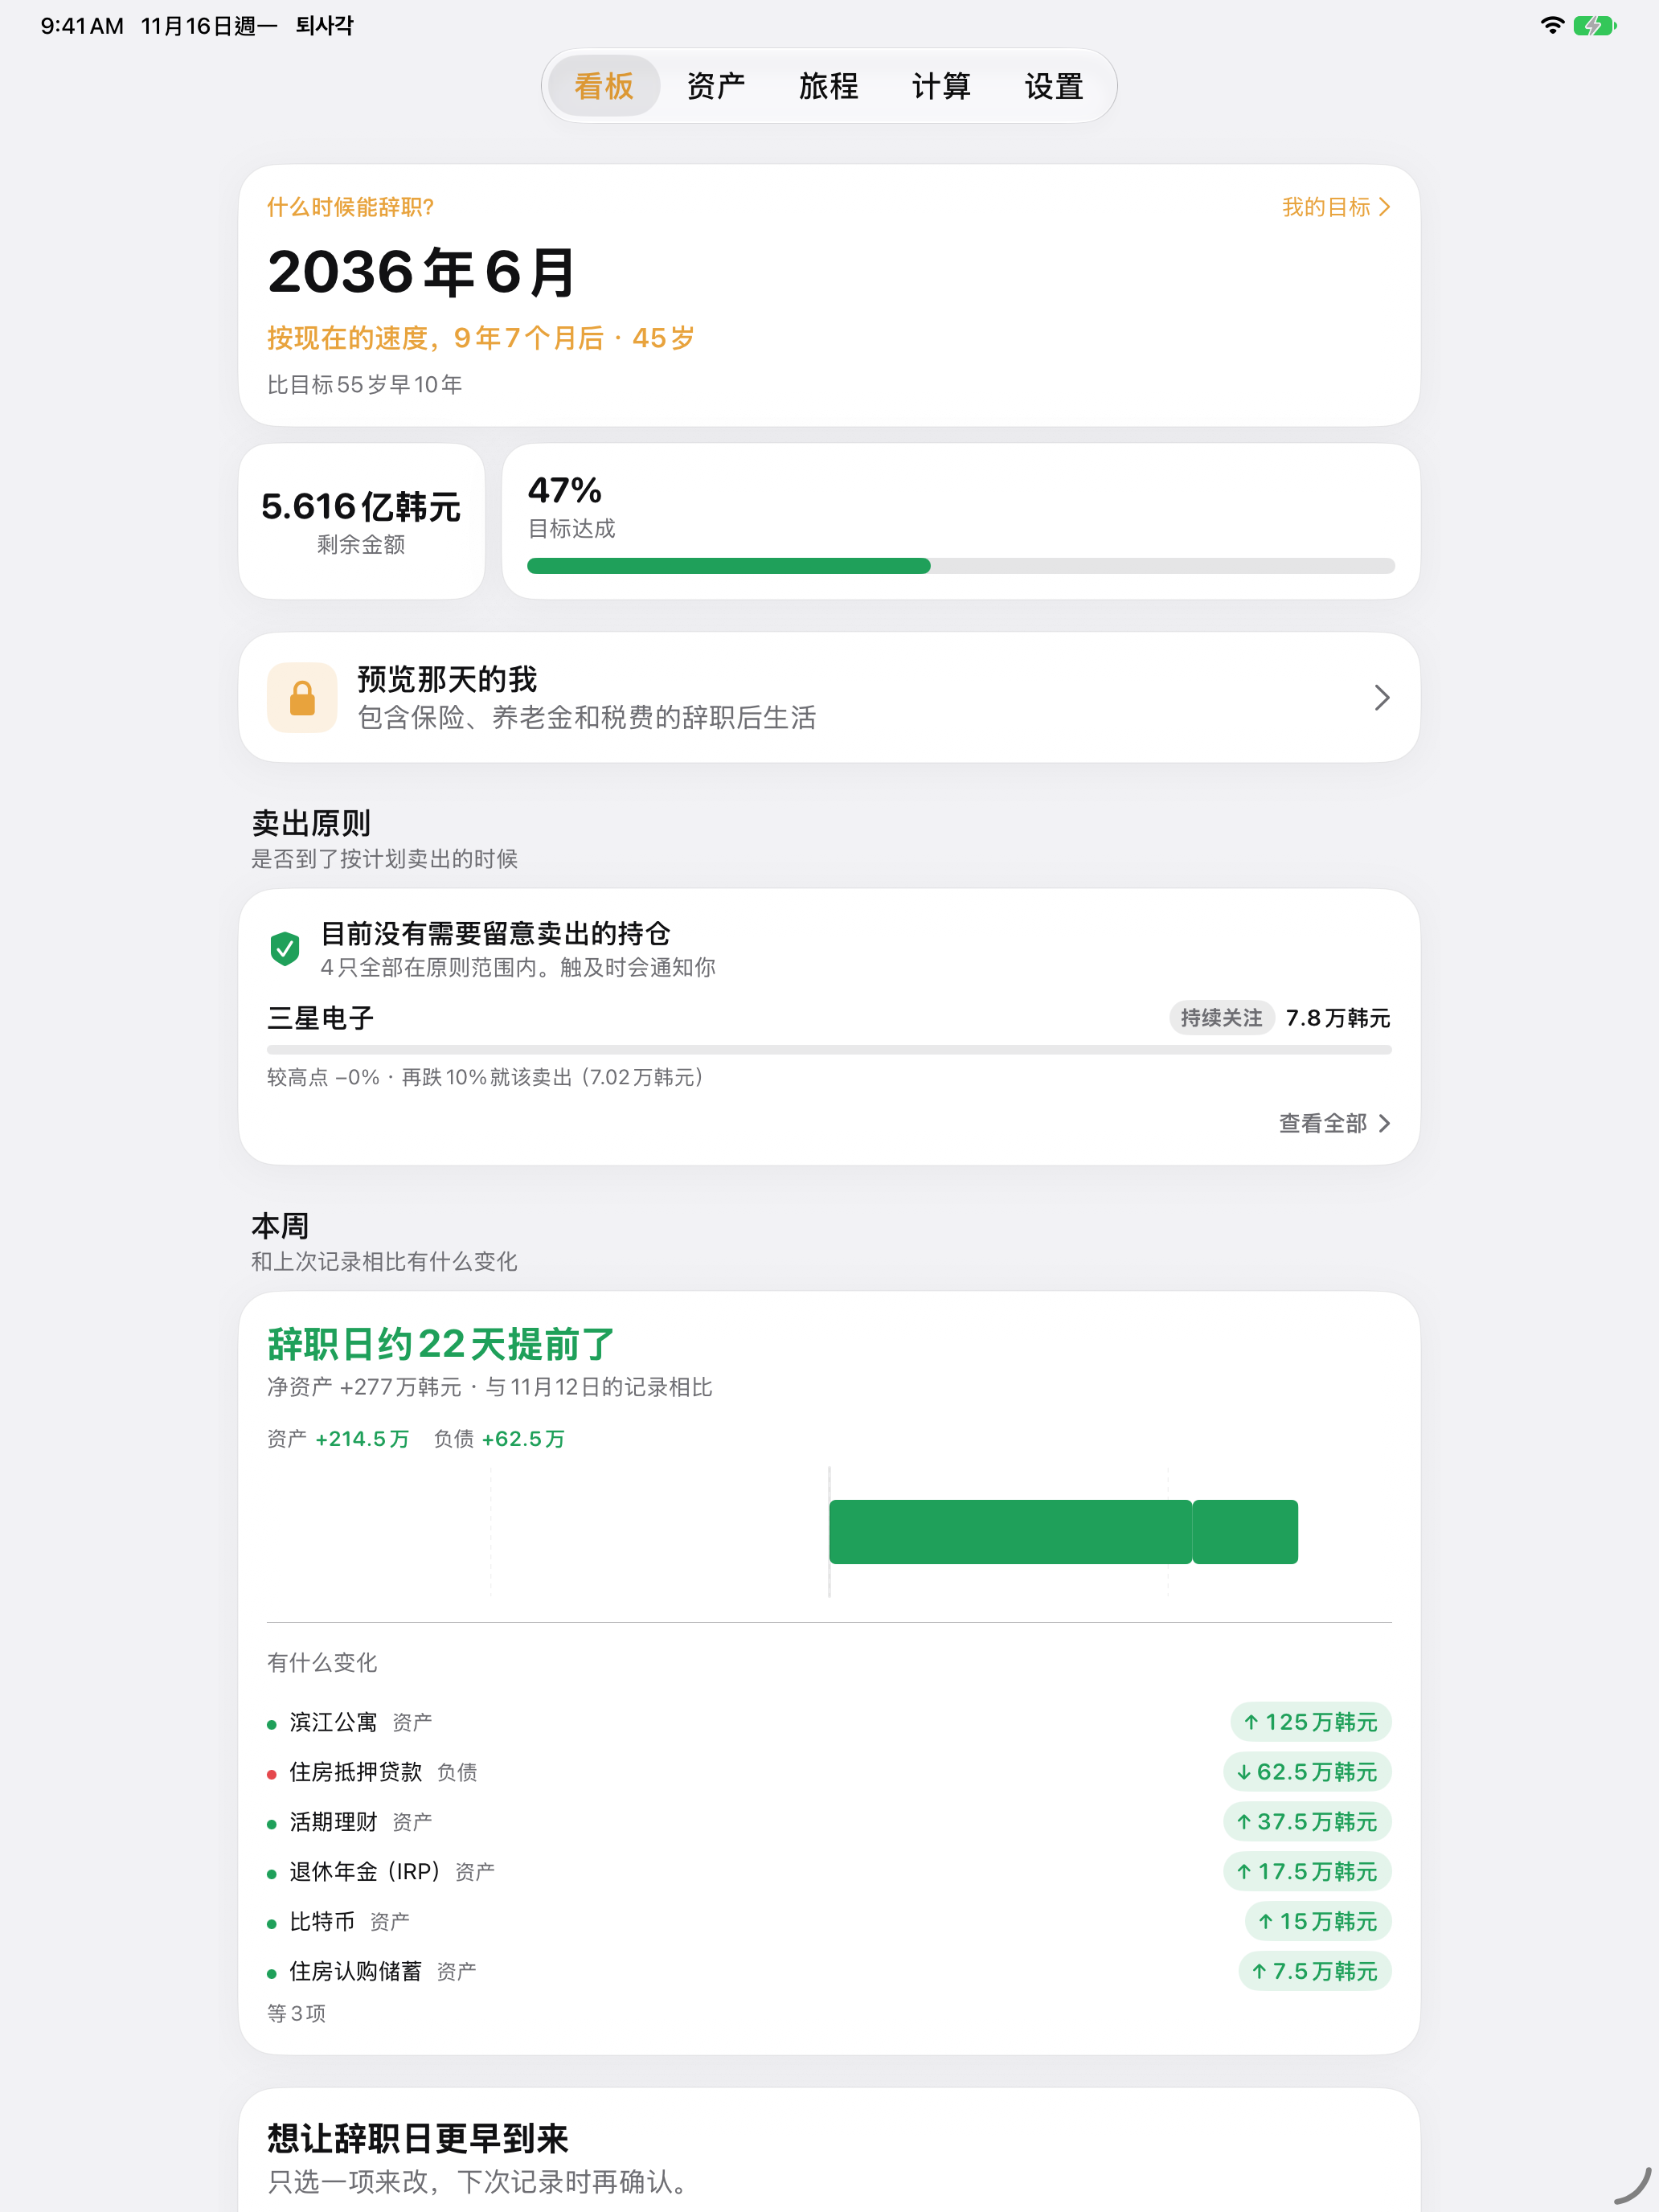 9:41 AM 11月16日週一 퇴사각
看板 资产 旅程 计算 设置
什么时候能辞职?
我的目标
2036年6月
按现在的速度，9年7个月后 · 45岁
比目标55岁早10年
5.616亿韩元
剩余金额
47%
目标达成
预览那天的我
包含保险、养老金和税费的辞职后生活
卖出原则
是否到了按计划卖出的时候
目前没有需要留意卖出的持仓
4只全部在原则范围内。触及时会通知你
三星电子
持续关注 7.8万韩元
较高点 −0% · 再跌10%就该卖出（7.02万韩元）
查看全部
本周
和上次记录相比有什么变化
辞职日约22天提前了
净资产 +277万韩元 · 与11月12日的记录相比
资产 +214.5万 负债 +62.5万
有什么变化
滨江公寓 资产 ↑125万韩元
住房抵押贷款 负债 ↓62.5万韩元
活期理财 资产 ↑37.5万韩元
退休年金（IRP） 资产 ↑17.5万韩元
比特币 资产 ↑15万韩元
住房认购储蓄 资产 ↑7.5万韩元
等3项
想让辞职日更早到来
只选一项来改，下次记录时再确认。